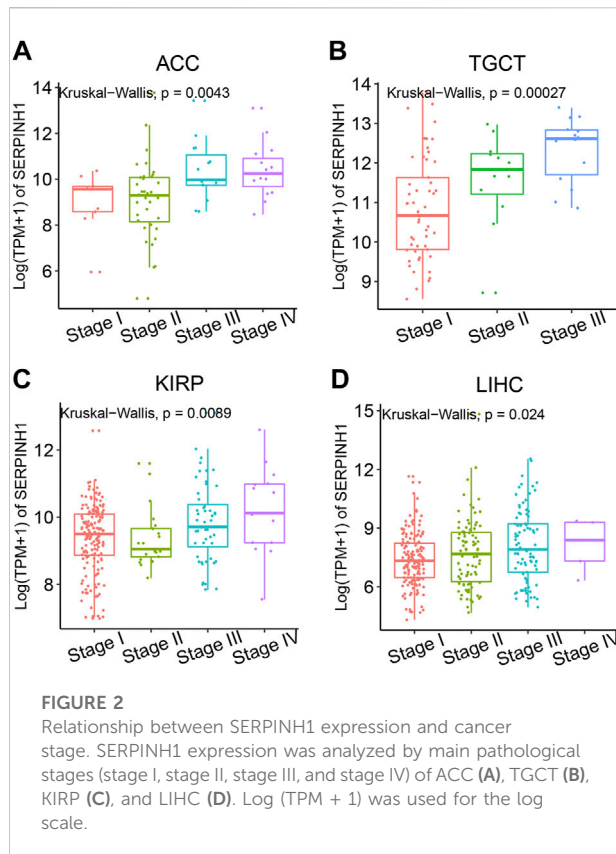 A
ACC
Kruskal-Wallis, p = 0.0043
Log(TPM+1) of SERPINH1
14
12
10
8
6
Stage I
Stage II
Stage III
Stage IV
B
TGCT
Kruskal-Wallis, p = 0.00027
Log(TPM+1) of SERPINH1
14
13
12
11
10
9
Stage I
Stage II
Stage III
C
KIRP
Kruskal-Wallis, p = 0.0089
Log(TPM+1) of SERPINH1
12
10
8
Stage I
Stage II
Stage III
Stage IV
D
LIHC
Kruskal-Wallis, p = 0.024
Log(TPM+1) of SERPINH1
15
12
9
6
Stage I
Stage II
Stage III
Stage IV
FIGURE 2
Relationship between SERPINH1 expression and cancer
stage. SERPINH1 expression was analyzed by main pathological
stages (stage I, stage II, stage III, and stage IV) of ACC (A), TGCT (B),
KIRP (C), and LIHC (D). Log (TPM + 1) was used for the log
scale.